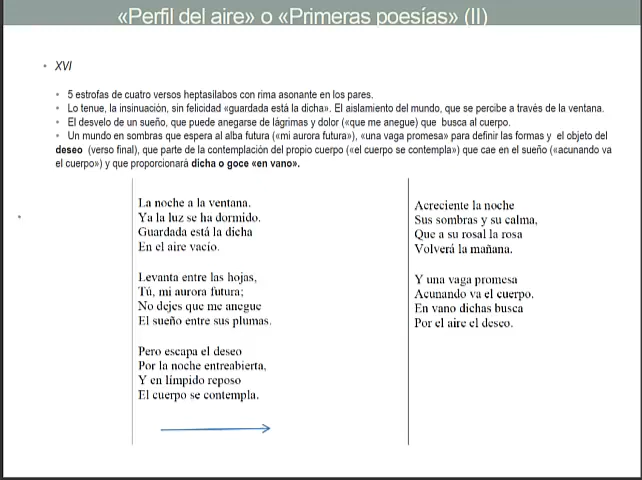 «Perfil del aire» o «Primeras poesías» (II)
XVI
5 estrofas de cuatro versos heptasílabos con rima asonante en los pares.
Lo tenue, la insinuación, sin felicidad «guardada está la dicha». El aislamiento del mundo, que se percibe a través de la ventana.
El desvelo de un sueño, que puede anegarse de lágrimas y dolor («que me anegue) que busca al cuerpo.
Un mundo en sombras que espera al alba futura («mi aurora futura»), «una vaga promesa» para definir las formas y el objeto del
deseo (verso final), que parte de la contemplación del propio cuerpo («el cuerpo se contempla») que cae en el sueño («acunando va
el cuerpo») y que proporcionará dicha o goce «en vano».
La noche a la ventana.
Ya la luz se ha dormido.
Guardada está la dicha
En el aire vacío.
Levanta entre las hojas,
Tú, mi aurora futura;
No dejes que me anegue
El sueño entre sus plumas.
Pero escapa el deseo
Por la noche entreabierta,
Y en límpido reposo
El cuerpo se contempla.
Acreciente la noche
Sus sombras y su calma,
Que a su rosal la rosa
Volverá la mañana.
Y una vaga promesa
Acunando va el cuerpo.
En vano dichas busca
Por el aire el deseo.